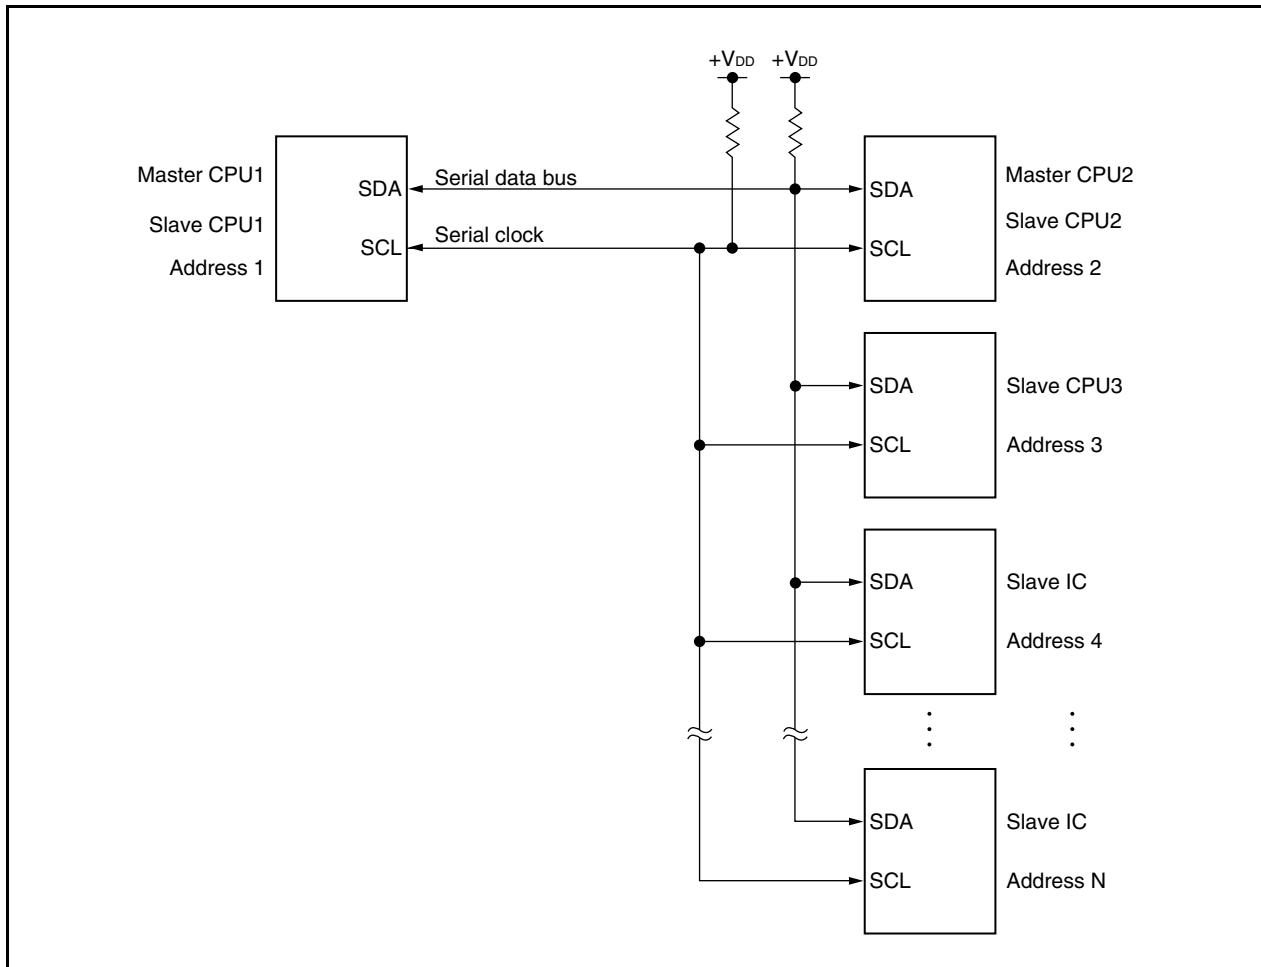 +VDD +VDD
Master CPU1
SDA
Serial data bus
SDA
Master CPU2
Slave CPU1
Slave CPU2
SCL
Serial clock
SCL
Address 1
Address 2
SDA
Slave CPU3
SCL
Address 3
SDA
Slave IC
SCL
Address 4
SDA
Slave IC
SCL
Address N